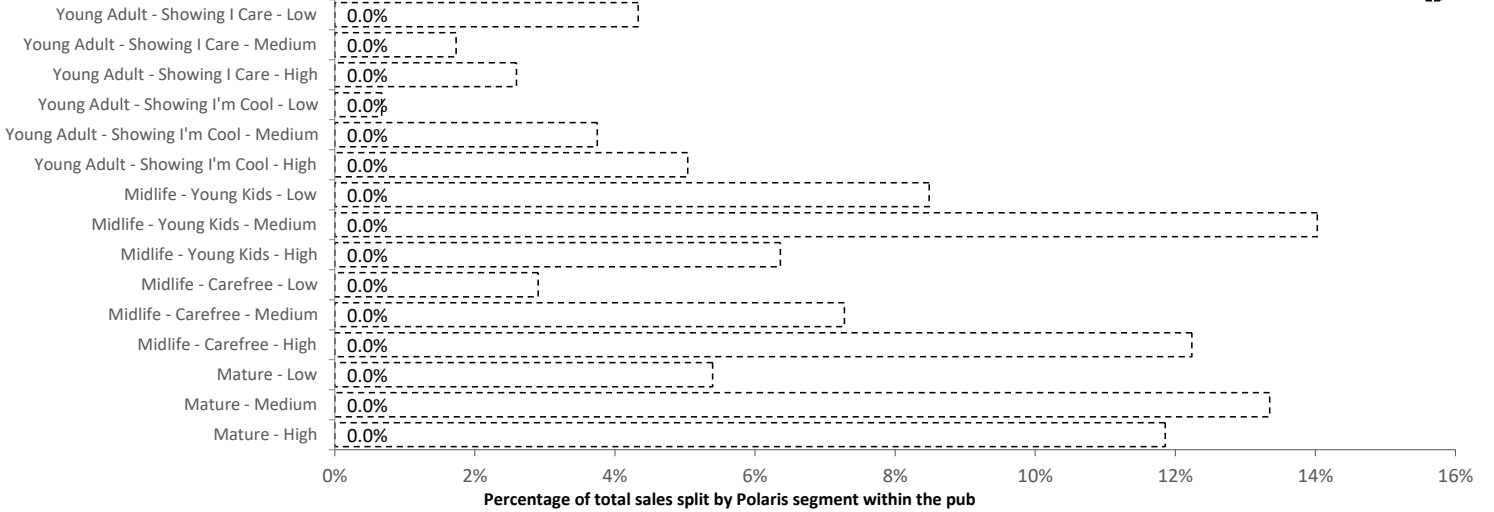 Young Adult - Showing I Care - Low 0.0%
Young Adult - Showing I Care - Medium 0.0%
Young Adult - Showing I Care - High 0.0%
Young Adult - Showing I'm Cool - Low 0.0%
Young Adult - Showing I'm Cool - Medium 0.0%
Young Adult - Showing I'm Cool - High 0.0%
Midlife - Young Kids - Low 0.0%
Midlife - Young Kids - Medium 0.0%
Midlife - Young Kids - High 0.0%
Midlife - Carefree - Low 0.0%
Midlife - Carefree - Medium 0.0%
Midlife - Carefree - High 0.0%
Mature - Low 0.0%
Mature - Medium 0.0%
Mature - High 0.0%
0% 2% 4% 6% 8% 10% 12% 14% 16%
Percentage of total sales split by Polaris segment within the pub